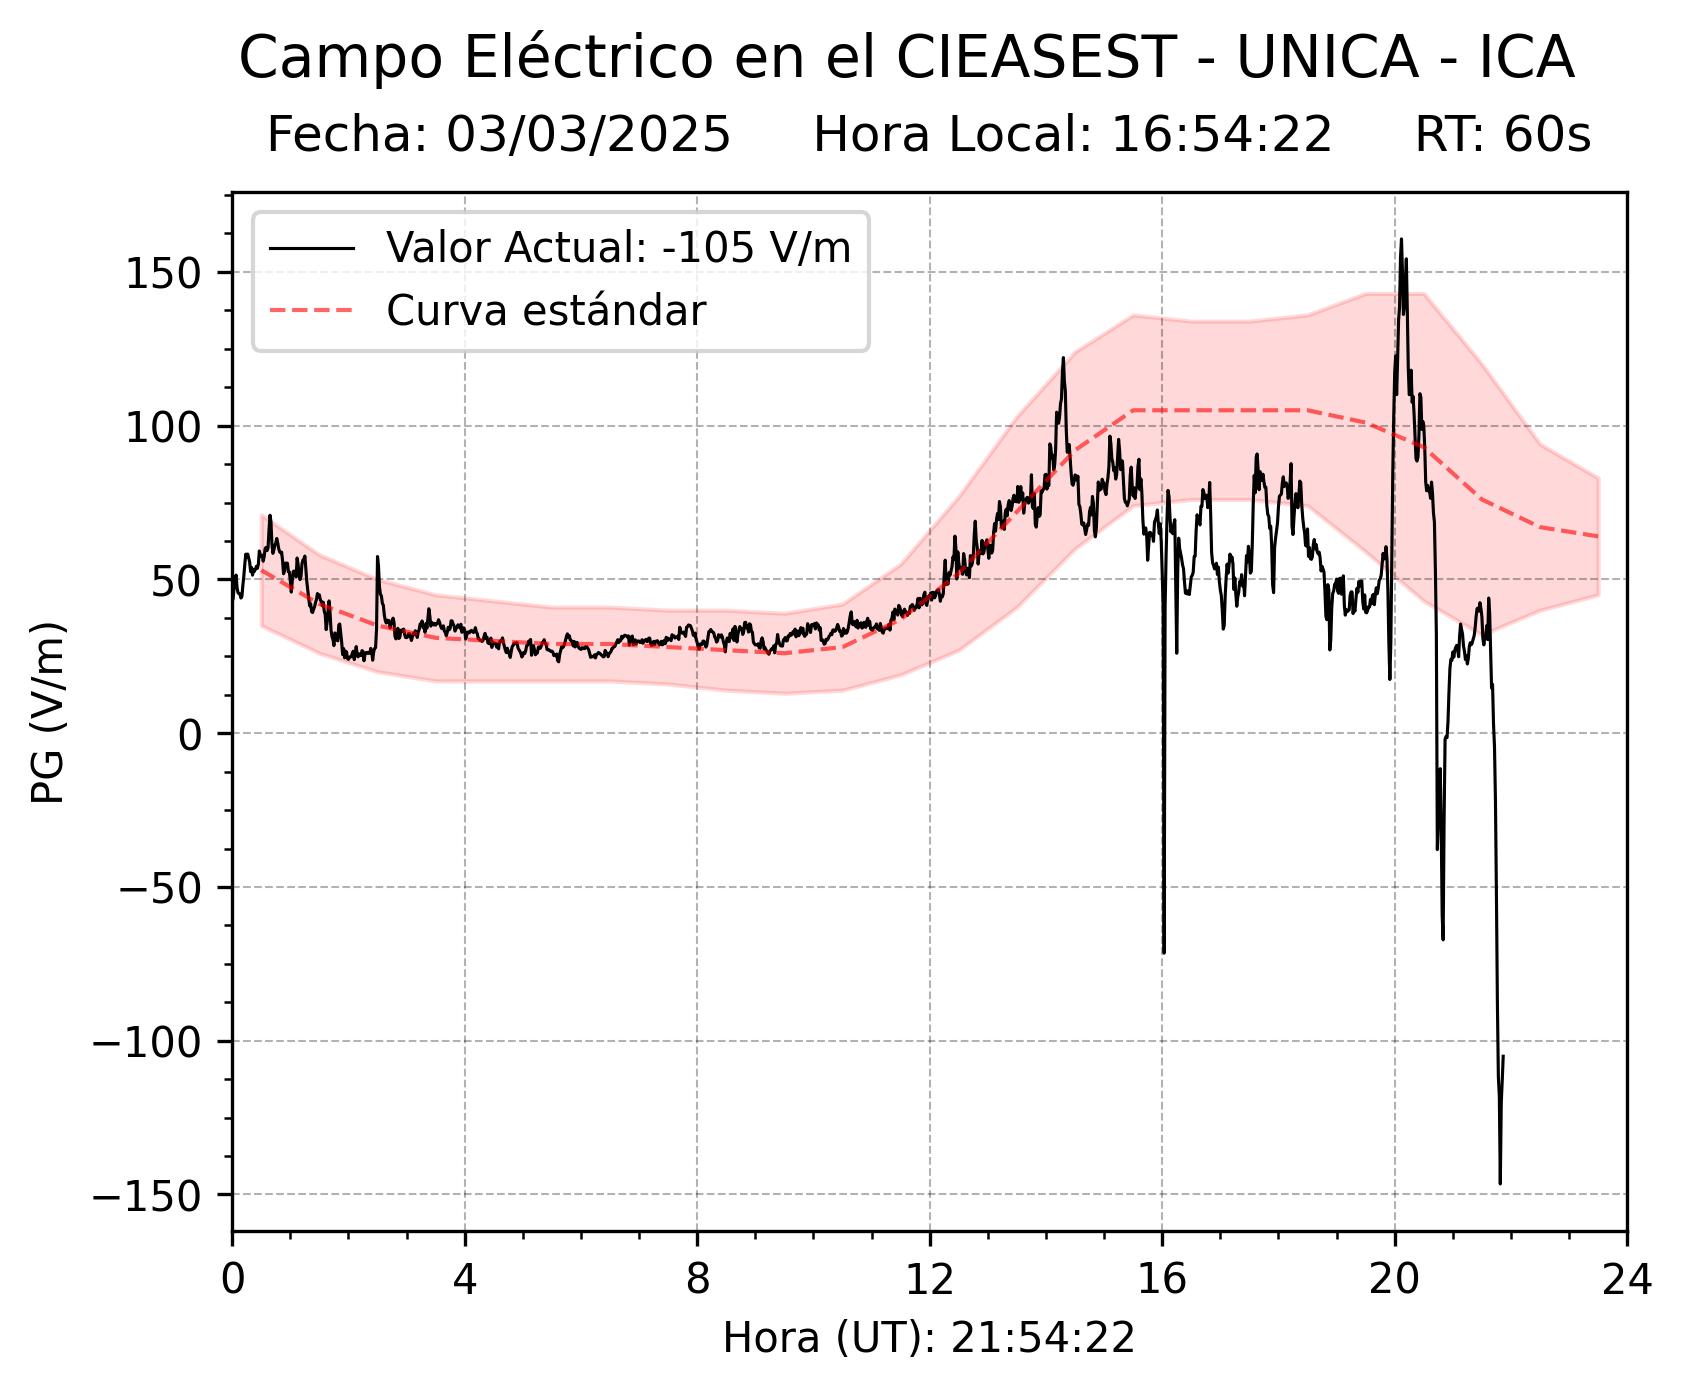 Campo Eléctrico en el CIEASEST - UNICA - ICA
Fecha: 03/03/2025 Hora Local: 16:54:22 RT: 60s
Valor Actual: -105 V/m
Curva estándar
PG (V/m)
150
100
50
0
−50
−100
−150
0 4 8 12 16 20 24
Hora (UT): 21:54:22